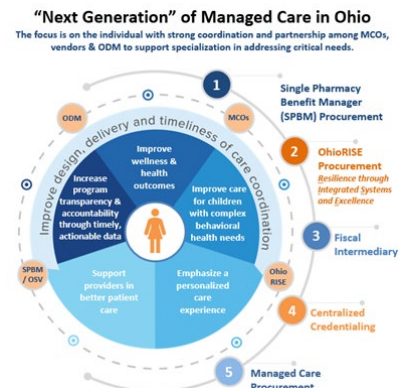 “Next Generation” of Managed Care in Ohio
The focus is on the individual with strong coordination and partnership among MCOs,
vendors & ODM to support specialization in addressing critical needs.
1
Single Pharmacy
Benefit Manager
(SPBM) Procurement
ODM
MCOs
Improve design, delivery and timeliness of care coordination
2
OhioRISE
Procurement
Resilience through
Integrated Systems
and Excellence
Improve
wellness &
health
outcomes
Increase
program
transparency &
accountability
through timely,
actionable data
Improve care
for children
with complex
behavioral
health needs
3
Fiscal
Intermediary
SPBM
/ OSV
Support
providers in
better patient
care
Emphasize a
personalized
care
experience
Ohio
RISE
4
Centralized
Credentialing
5
Managed Care
Procurement